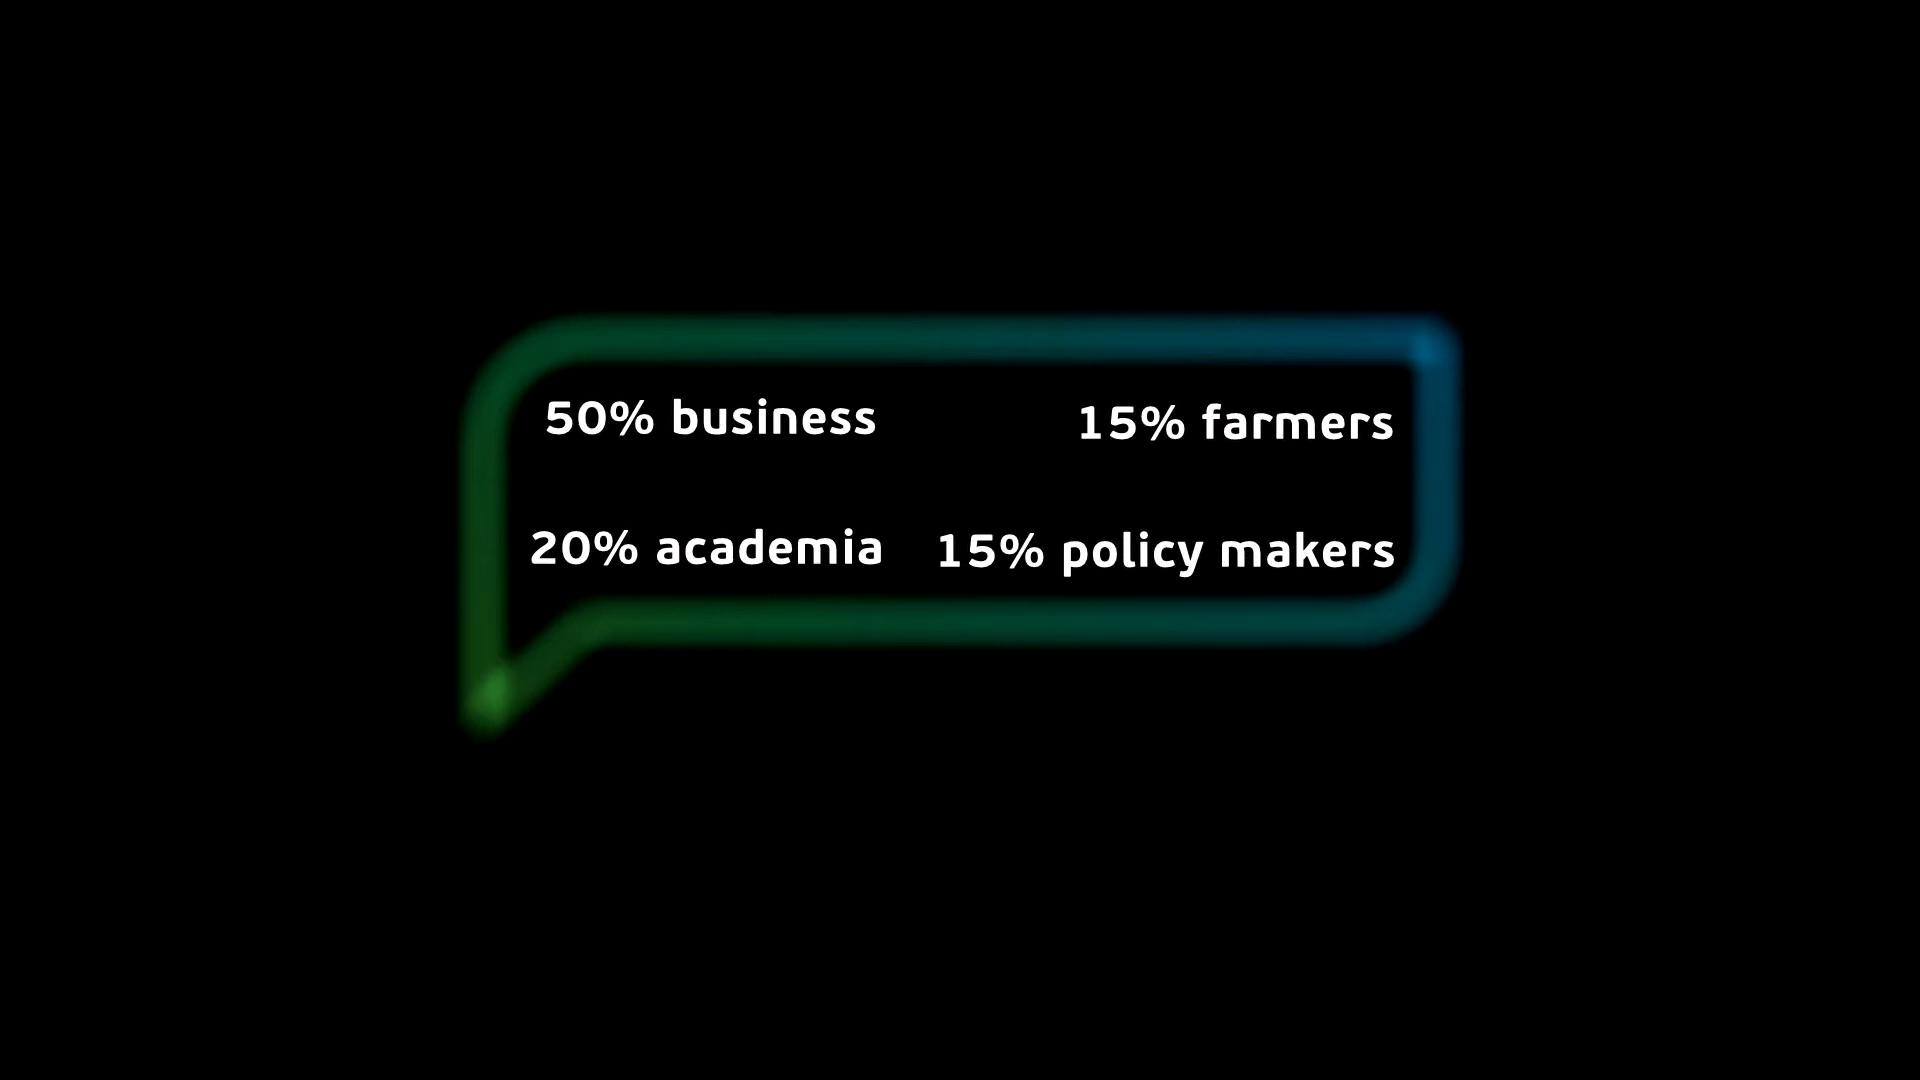 50% business
15% farmers
20% academia
15% policy makers